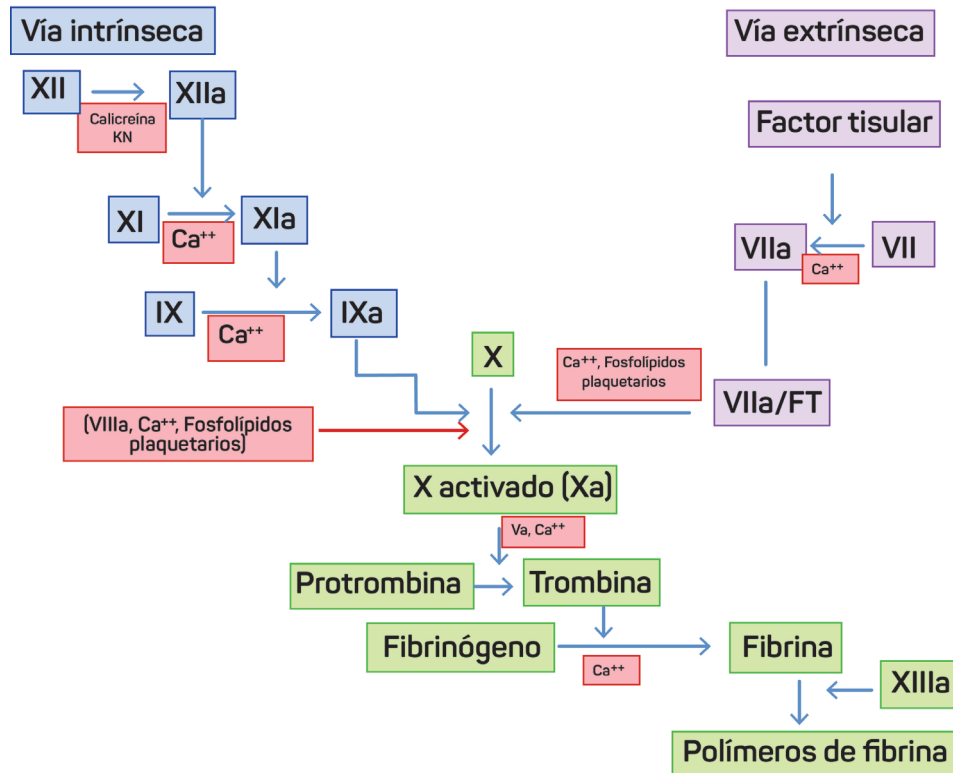 Vía intrínseca
Vía extrínseca
XII
XIIa
Calicreína
KN
Factor tisular
XI
XIa
Ca⁺⁺
VIIa
VII
Ca⁺⁺
IX
IXa
Ca⁺⁺
X
Ca⁺⁺, Fosfolípidos
plaquetarios
VIIa/FT
(VIIIa, Ca⁺⁺, Fosfolípidos
plaquetarios)
X activado (Xa)
Va, Ca⁺⁺
Protrombina
Trombina
Fibrinógeno
Ca⁺⁺
Fibrina
XIIIa
Polímeros de fibrina